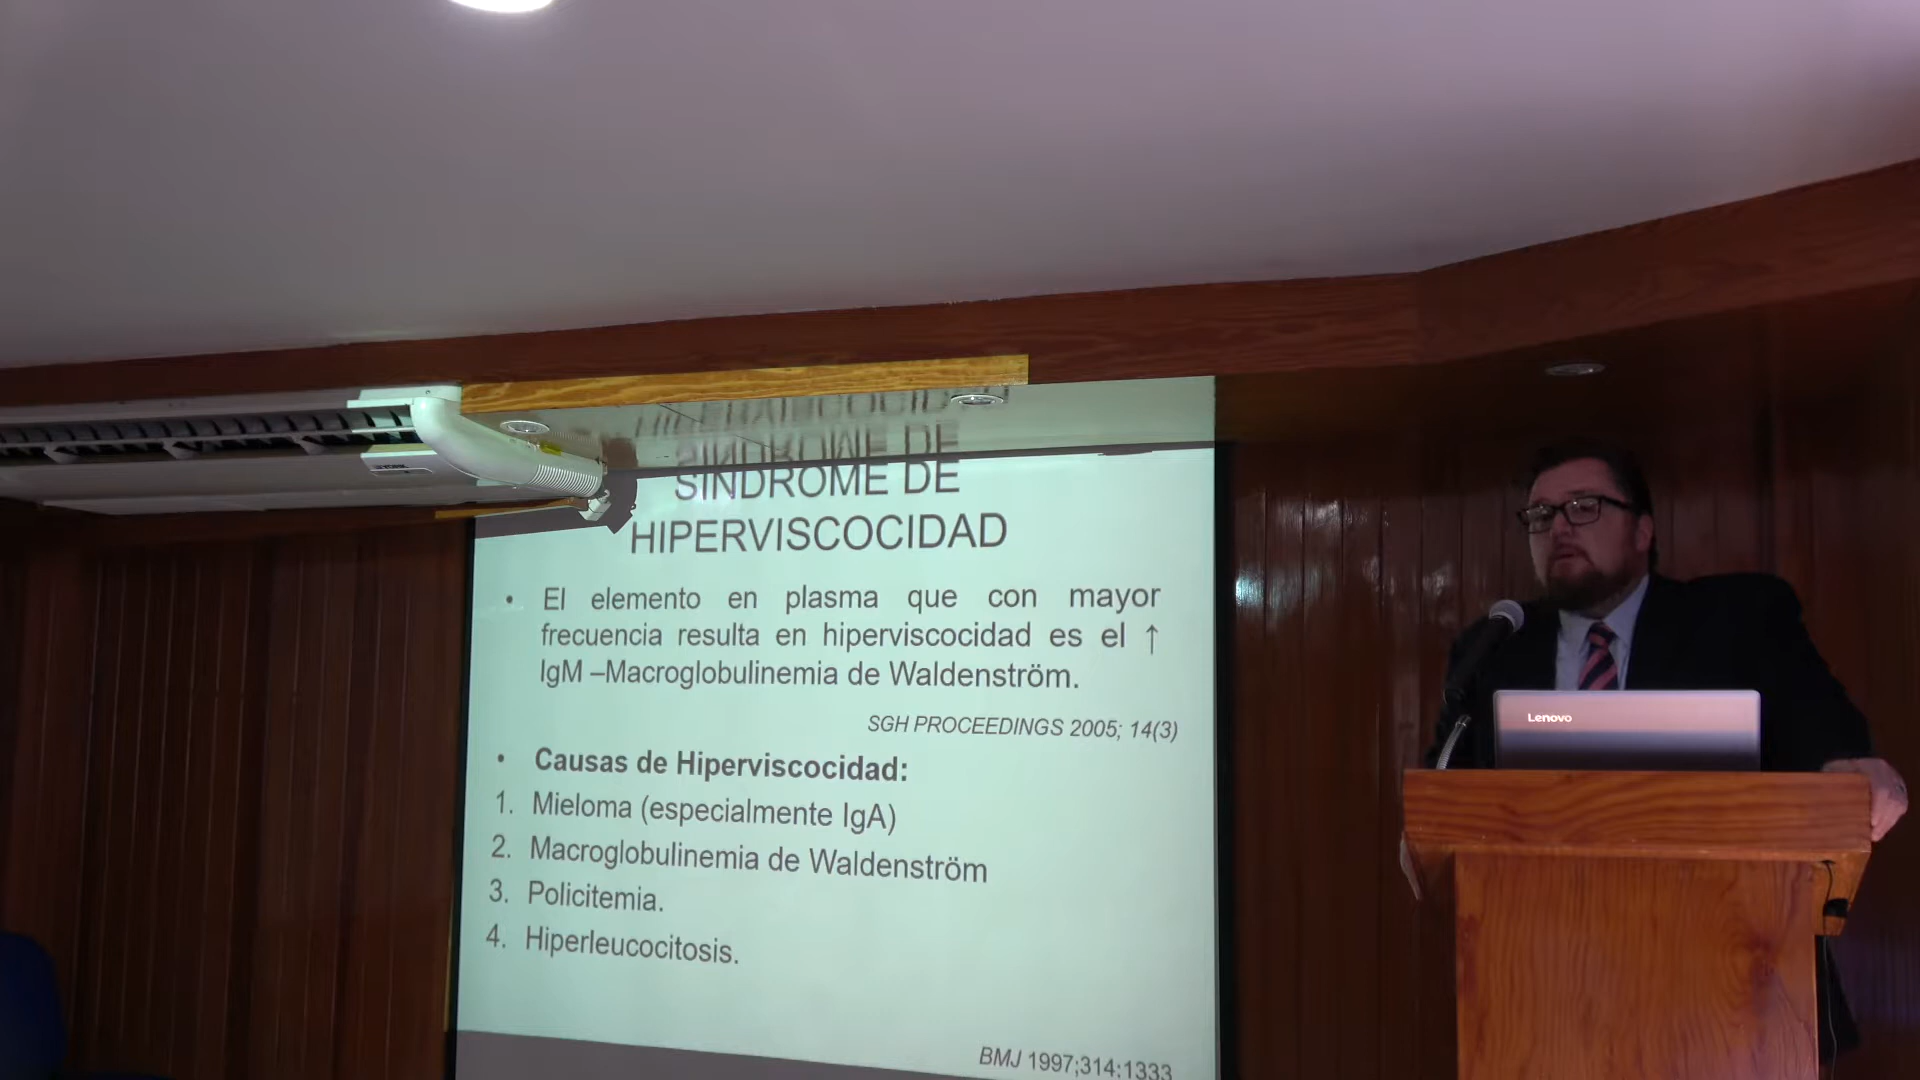 SINDROME DE
HIPERVISCOCIDAD
• El elemento en plasma que con mayor
frecuencia resulta en hiperviscocidad es el ↑
IgM –Macroglobulinemia de Waldenström.
SGH PROCEEDINGS 2005; 14(3)
• Causas de Hiperviscocidad:
1. Mieloma (especialmente IgA)
2. Macroglobulinemia de Waldenström
3. Policitemia.
4. Hiperleucocitosis.
BMJ 1997;314:1333
Lenovo
YORK